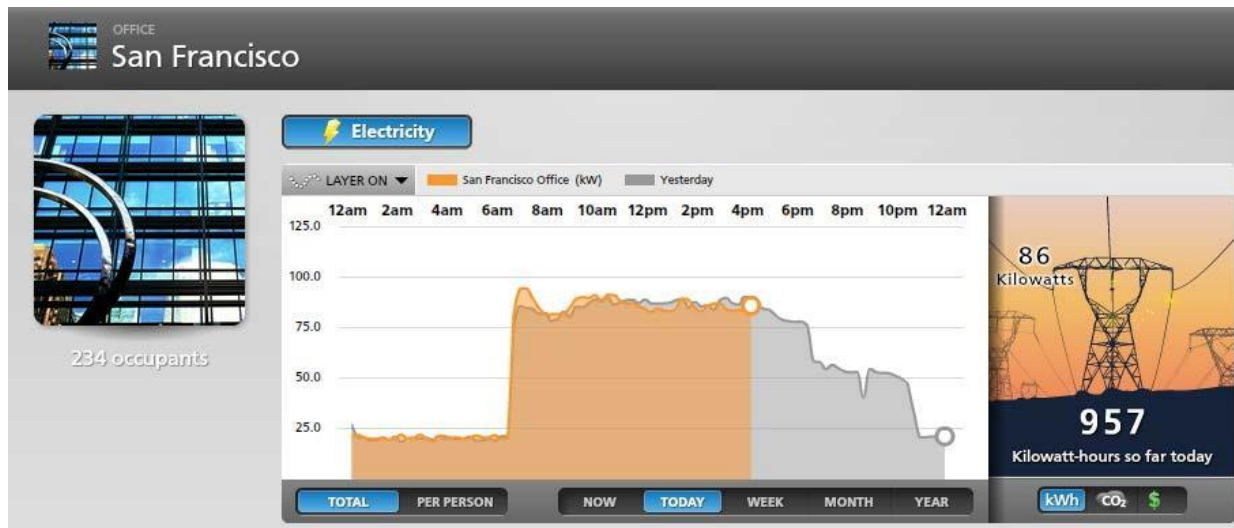 OFFICE
San Francisco
234 occupants
Electricity
LAYER ON
San Francisco Office (kW)
Yesterday
12am 2am 4am 6am 8am 10am 12pm 2pm 4pm 6pm 8pm 10pm 12am
125.0
100.0
75.0
50.0
25.0
86
Kilowatts
957
Kilowatt-hours so far today
TOTAL PER PERSON
NOW TODAY WEEK MONTH YEAR
kWh CO₂ $